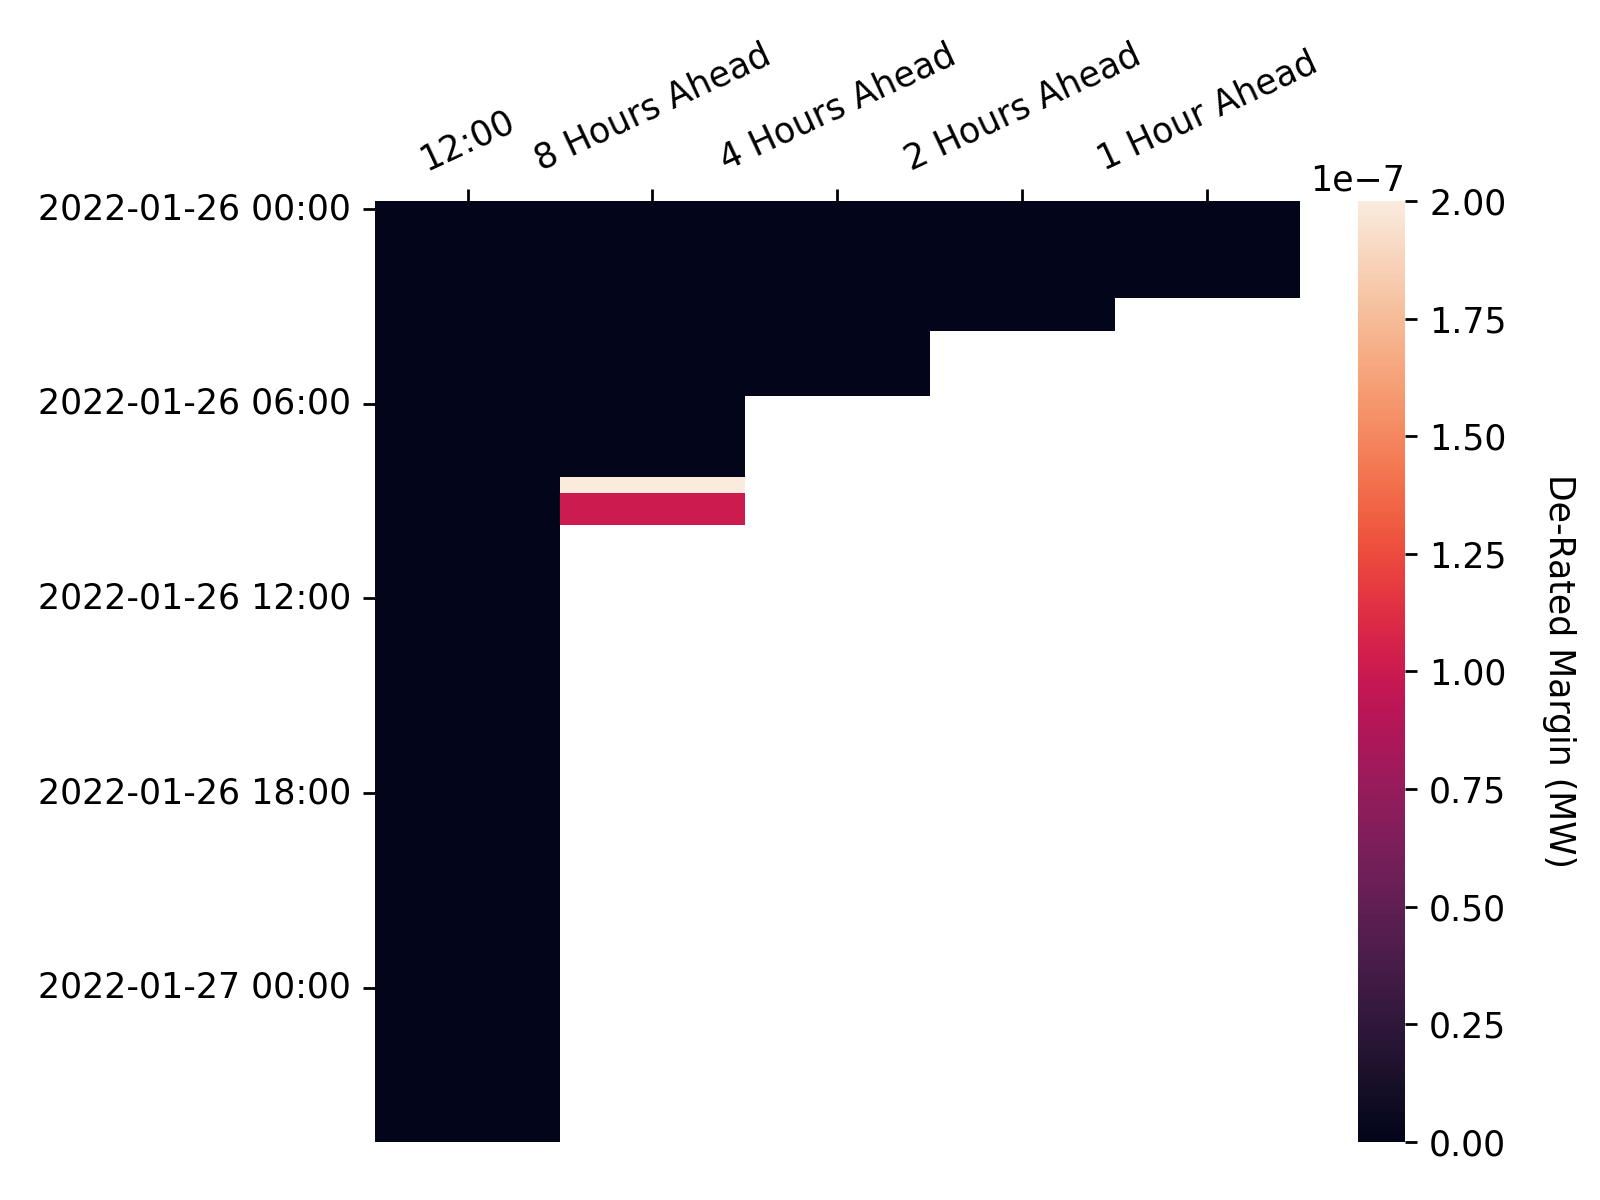 12:00
8 Hours Ahead
4 Hours Ahead
2 Hours Ahead
1 Hour Ahead
1e−7
2022-01-26 00:00
2022-01-26 06:00
2022-01-26 12:00
2022-01-26 18:00
2022-01-27 00:00
2.00
1.75
1.50
1.25
1.00
0.75
0.50
0.25
0.00
De-Rated Margin (MW)